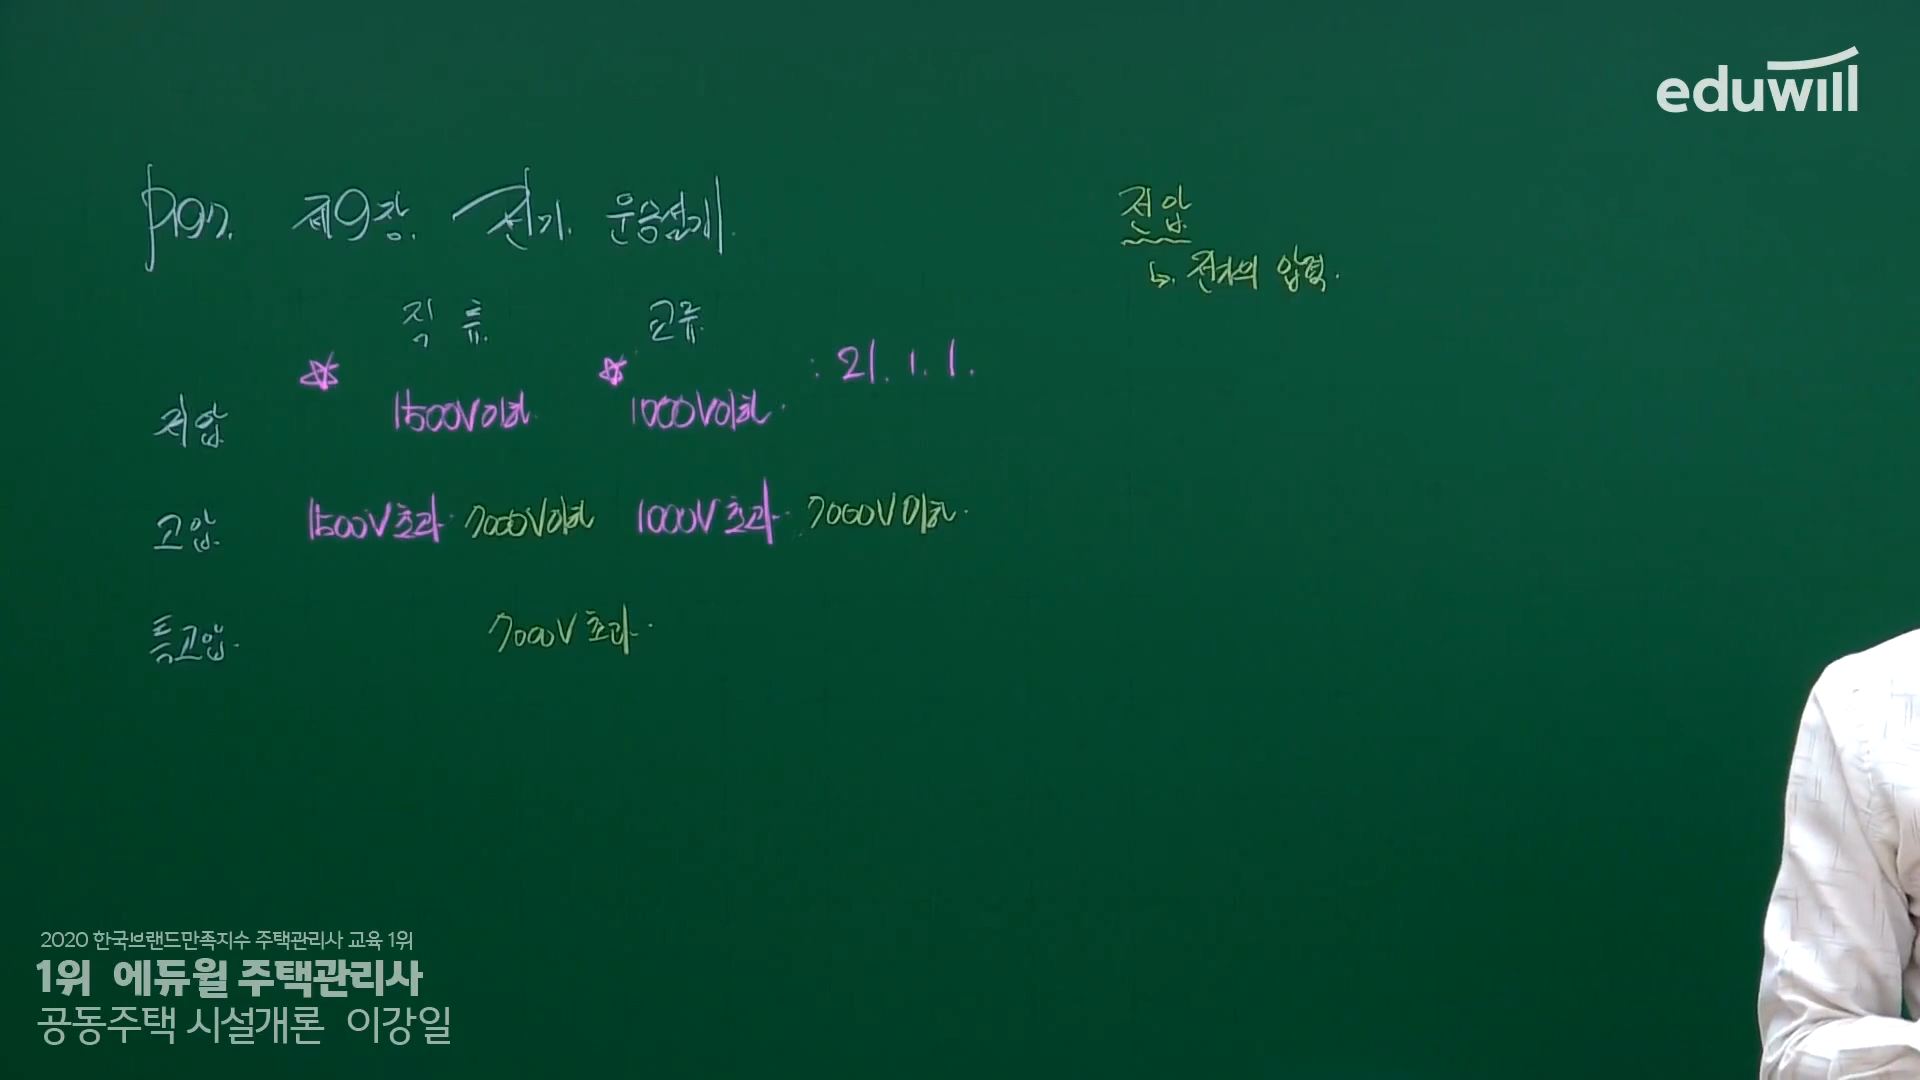 eduwill
P197. 제9장. 전기. 운송설비.
전압
↳ 전자의 압력.
직류 교류
☆ ☆ : 21. 1. 1.
저압 1500V이하 1000V이하.
고압 1500V초과 7000V이하 1000V초과. 7000V이하.
특고압. 7000V초과.
2020 한국브랜드만족지수 주택관리사 교육 1위
1위 에듀윌 주택관리사
공동주택 시설개론 이강일